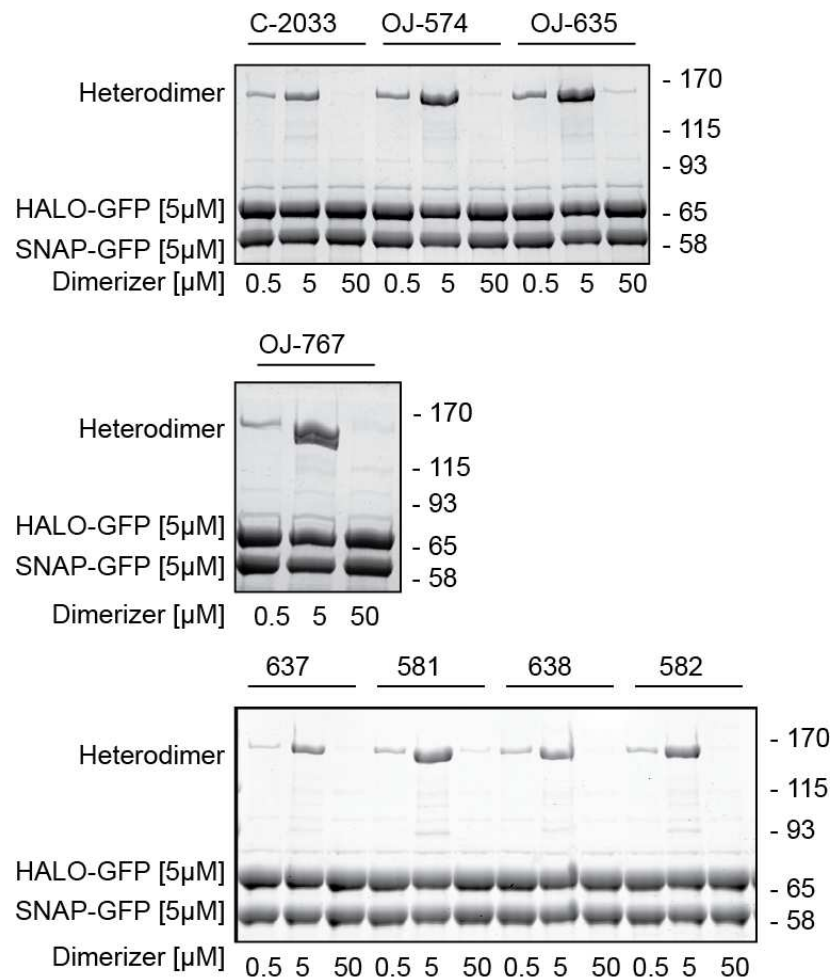 C-2033 OJ-574 OJ-635
Heterodimer - 170
- 115
- 93
HALO-GFP [5µM] - 65
SNAP-GFP [5µM] - 58
Dimerizer [µM] 0.5 5 50 0.5 5 50 0.5 5 50
OJ-767
Heterodimer - 170
- 115
- 93
HALO-GFP [5µM] - 65
SNAP-GFP [5µM] - 58
Dimerizer [µM] 0.5 5 50
637 581 638 582
Heterodimer - 170
- 115
- 93
HALO-GFP [5µM] - 65
SNAP-GFP [5µM] - 58
Dimerizer [µM] 0.5 5 50 0.5 5 50 0.5 5 50 0.5 5 50